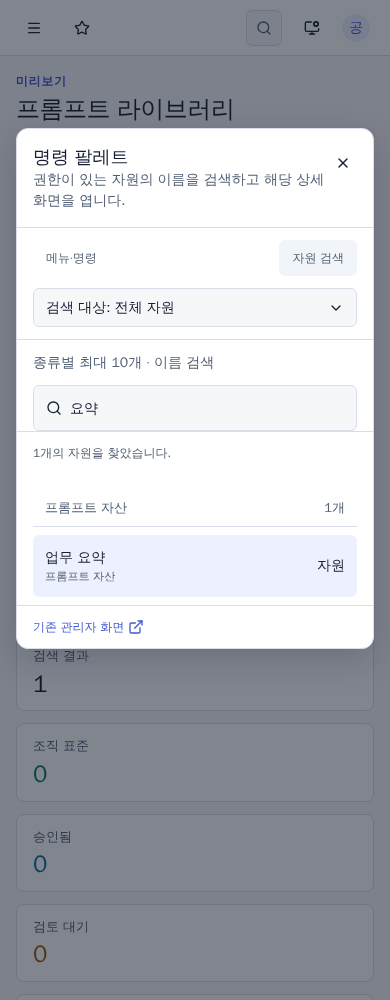 공
미리보기
프롬프트 라이브러리
명령 팔레트
권한이 있는 자원의 이름을 검색하고 해당 상세
화면을 엽니다.
메뉴·명령
자원 검색
검색 대상: 전체 자원
종류별 최대 10개 · 이름 검색
요약
1개의 자원을 찾았습니다.
프롬프트 자산
1개
업무 요약
프롬프트 자산
자원
기존 관리자 화면
검색 결과
1
조직 표준
0
승인됨
0
검토 대기
0